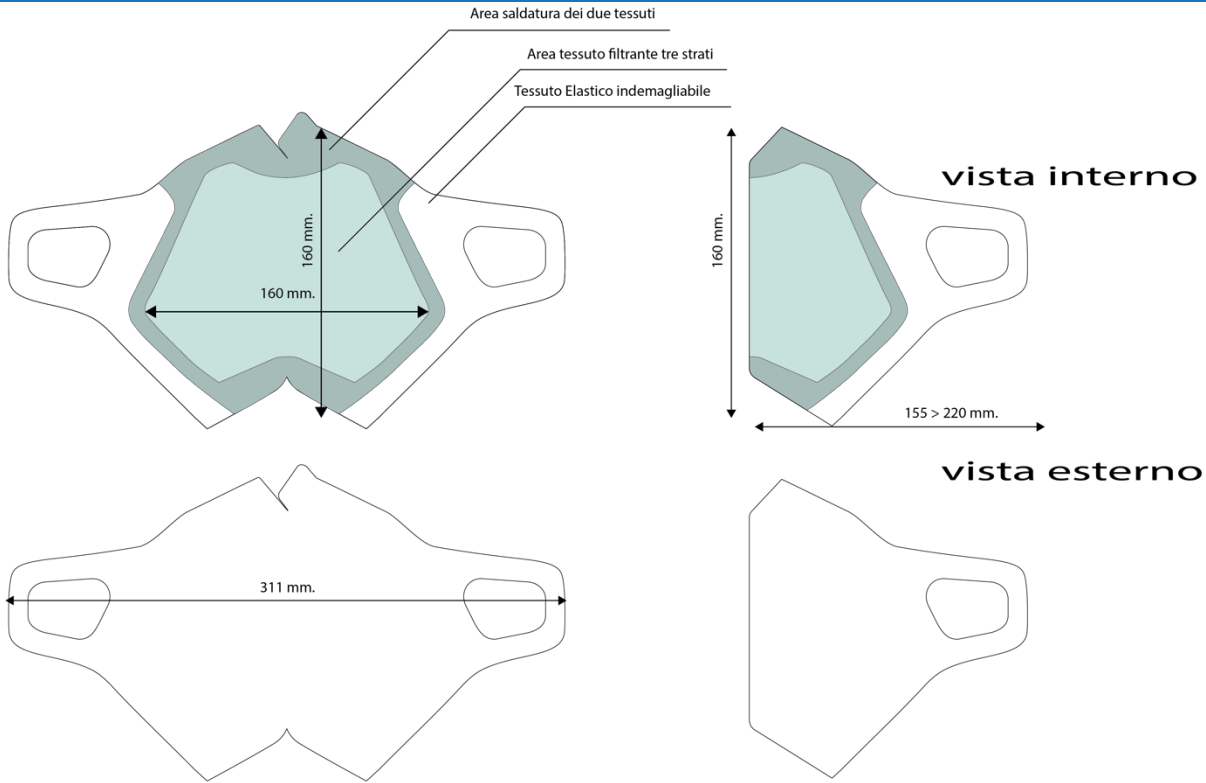 Area saldatura dei due tessuti
Area tessuto filtrante tre strati
Tessuto Elastico indemagliabile
vista interno
160 mm.
160 mm.
160 mm.
155 > 220 mm.
vista esterno
311 mm.